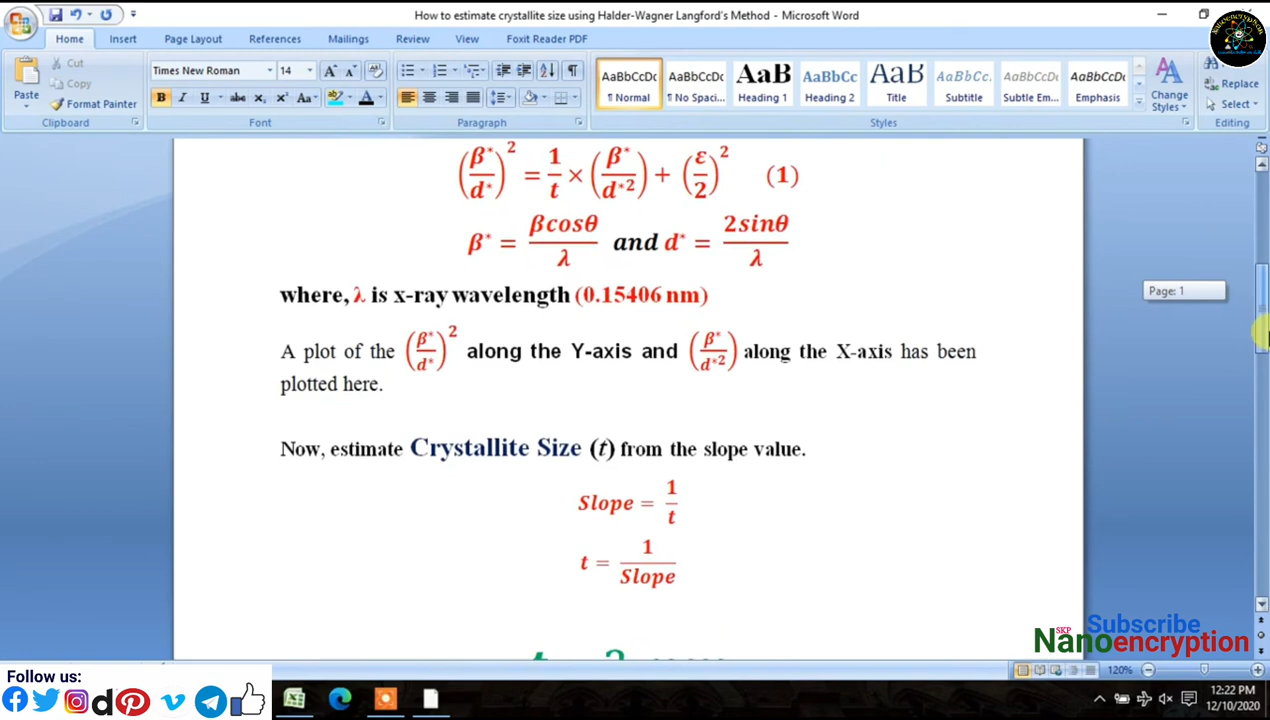 How to estimate crystallite size using Halder-Wagner Langford's Method - Microsoft Word
Home Insert Page Layout References Mailings Review View Foxit Reader PDF
Paste Cut Copy Format Painter
Times New Roman 14
B I U abc x₂ x² Aa
AaBbCcDc AaBbCcDc AaB AaBbCc AaBb AaBbCc. AaBbCcDc AaBbCcDc
¶ Normal ¶ No Spaci... Heading 1 Heading 2 Title Subtitle Subtle Em... Emphasis
Change Styles
Replace
Select
Clipboard Font Paragraph Styles Editing
(β*/d*)² = 1/t × (β*/d*²) + (ε/2)² (1)
β* = βcosθ/λ and d* = 2sinθ/λ
where, λ is x-ray wavelength (0.15406 nm)
Page: 1
A plot of the (β*/d*)² along the Y-axis and (β*/d*²) along the X-axis has been
plotted here.
Now, estimate Crystallite Size (t) from the slope value.
Slope = 1/t
t = 1/Slope
Subscribe
SKP
Nanoencryption
120%
Follow us:
12:22 PM
12/10/2020